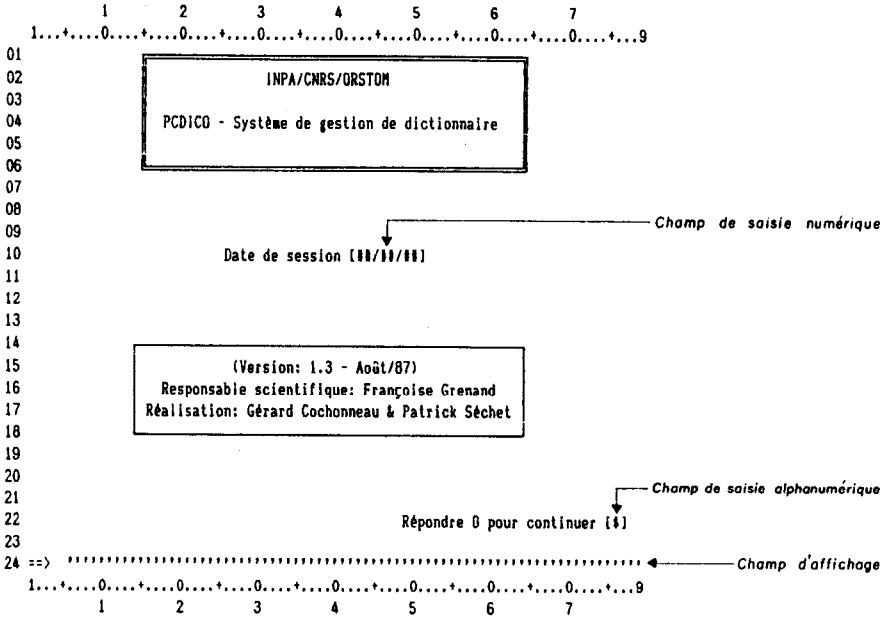 1 2 3 4 5 6 7
1...+....0....+....0....+....0....+....0....+....0....+....0....+....0....+...9
01
02 INPA/CNRS/ORSTOM
03
04 PCDICO - Système de gestion de dictionnaire
05
06
07
08
09 Champ de saisie numérique
10 Date de session [##/##/##]
11
12
13
14
15 (Version: 1.3 - Août/87)
16 Responsable scientifique: Françoise Grenand
17 Réalisation: Gérard Cochonneau & Patrick Séchet
18
19
20
21 Champ de saisie alphanumérique
22 Répondre O pour continuer [$]
23
24 ==> ''''''''''''''''''''''''''''''''''''''''''''''''''''''''''''''''''''''''' Champ d'affichage
1...+....0....+....0....+....0....+....0....+....0....+....0....+....0....+...9
1 2 3 4 5 6 7